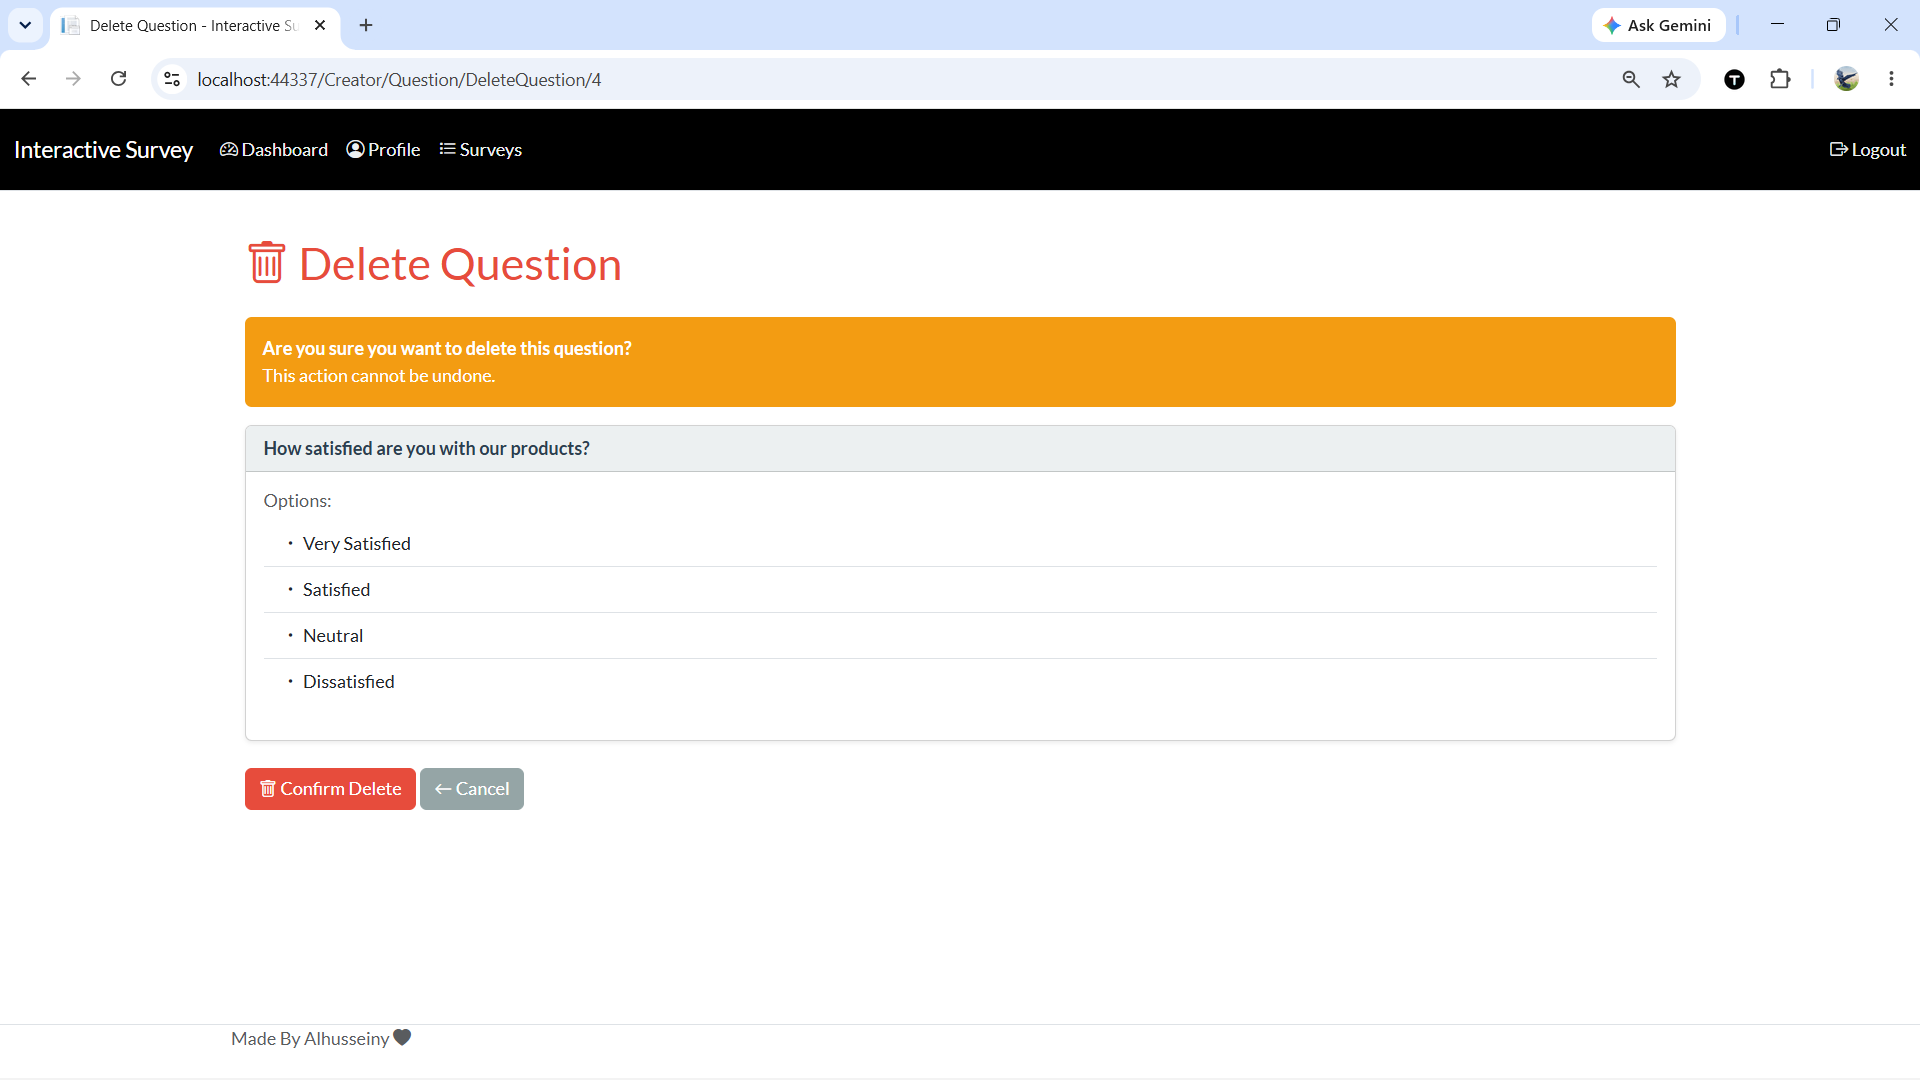 Delete Question - Interactive Su
Ask Gemini
localhost:44337/Creator/Question/DeleteQuestion/4
T
Interactive Survey Dashboard Profile Surveys Logout
Delete Question
Are you sure you want to delete this question?
This action cannot be undone.
How satisfied are you with our products?
Options:
• Very Satisfied
• Satisfied
• Neutral
• Dissatisfied
Confirm Delete ← Cancel
Made By Alhusseiny